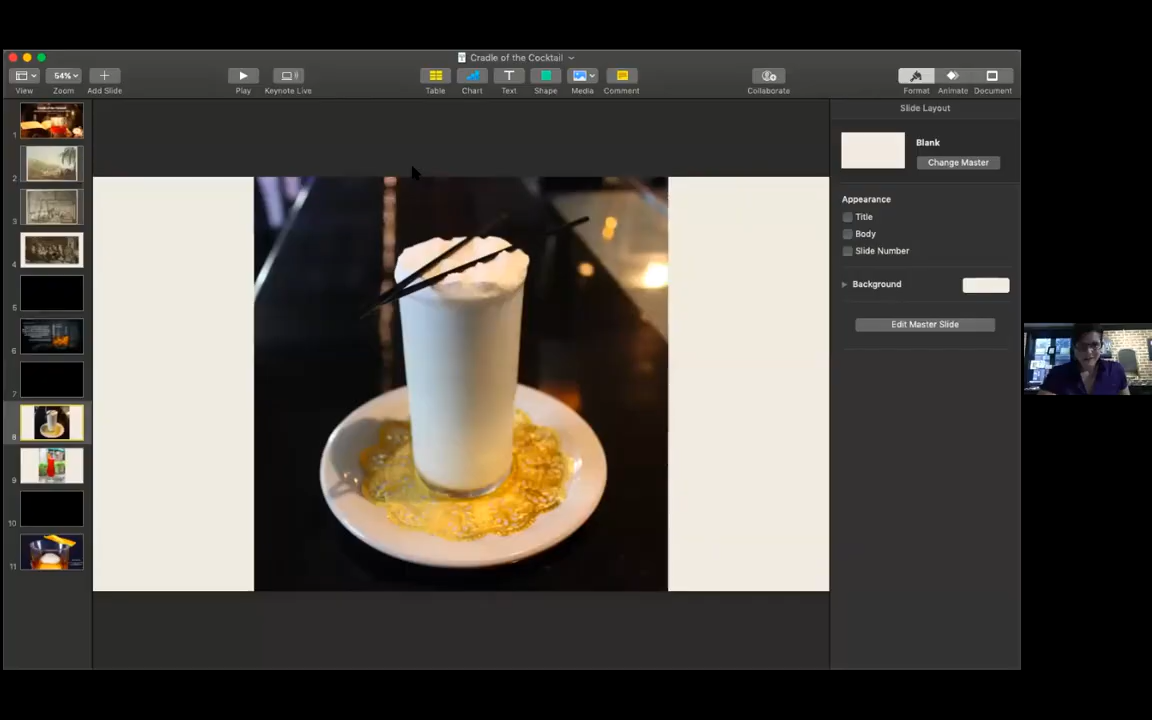 Cradle of the Cocktail
54%
View
Zoom
Add Slide
Play
Keynote Live
Table
Chart
Text
Shape
Media
Comment
Collaborate
Format
Animate
Document
Slide Layout
Blank
Change Master
Appearance
Title
Body
Slide Number
Background
Edit Master Slide
1
2
3
4
5
6
7
8
9
10
11